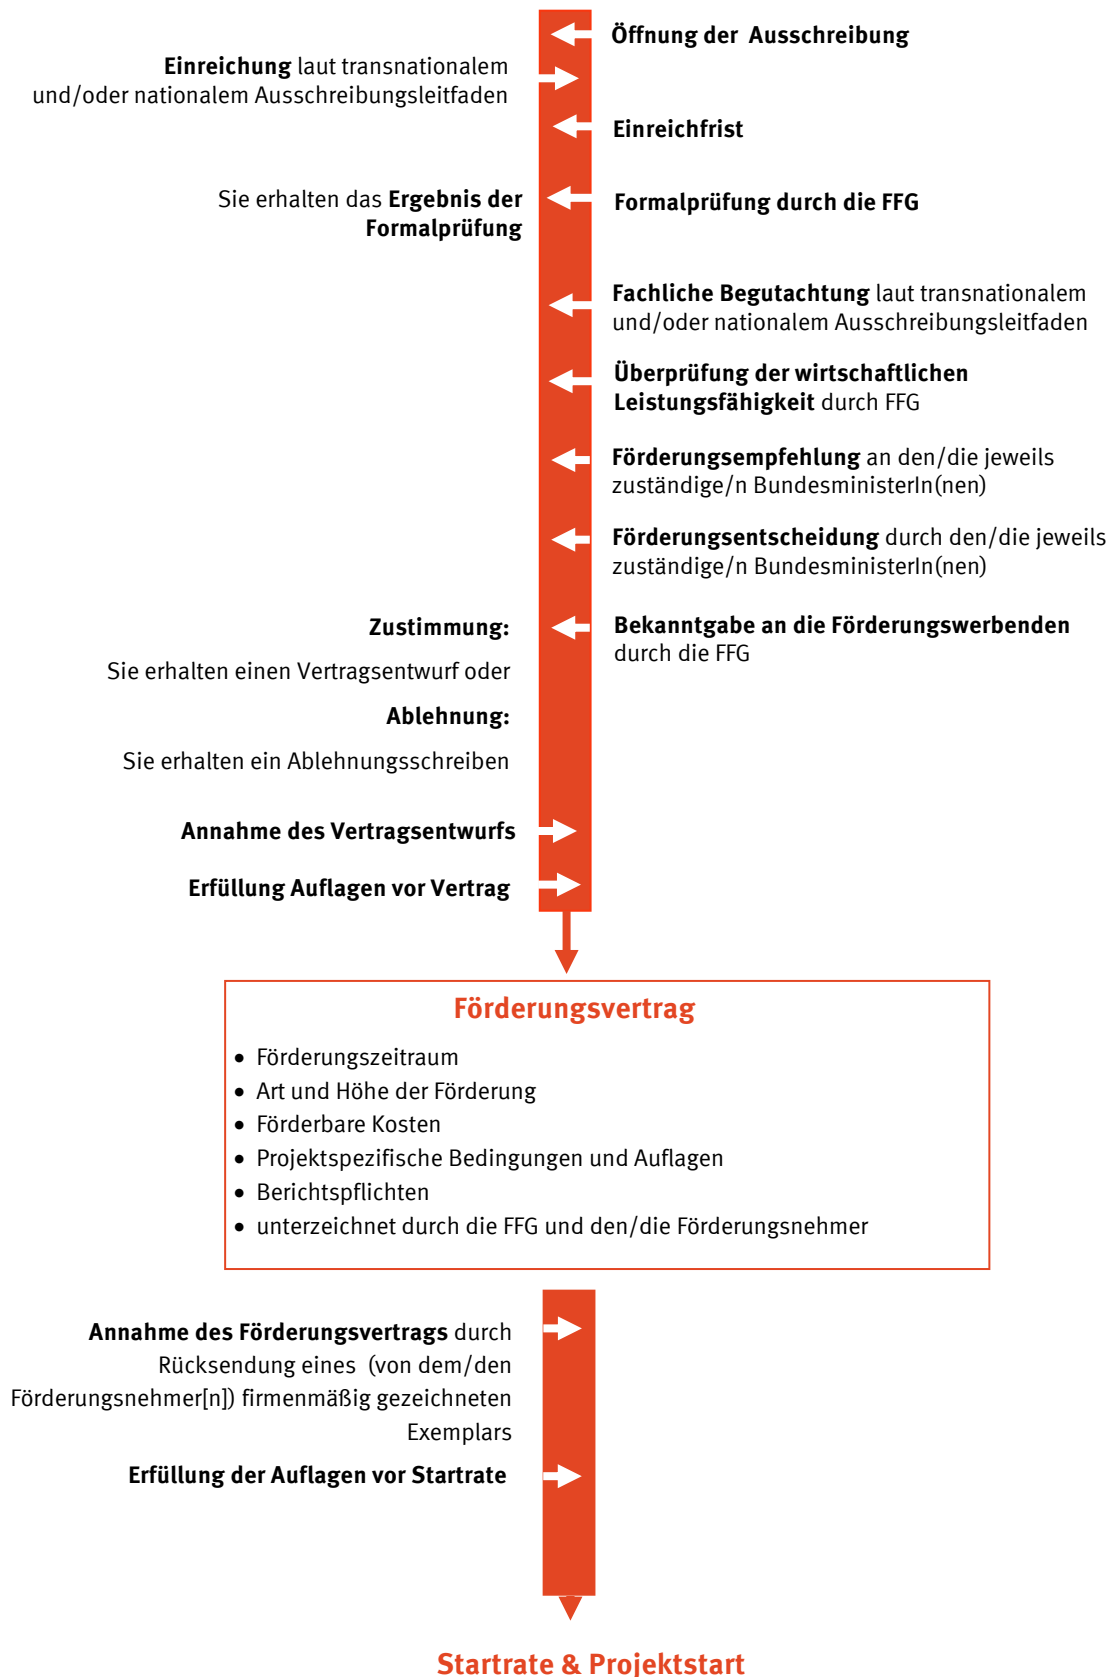 Öffnung der Ausschreibung
Einreichung laut transnationalem
und/oder nationalem Ausschreibungsleitfaden
Einreichfrist
Sie erhalten das Ergebnis der
Formalprüfung
Formalprüfung durch die FFG
Fachliche Begutachtung laut transnationalem
und/oder nationalem Ausschreibungsleitfaden
Überprüfung der wirtschaftlichen
Leistungsfähigkeit durch FFG
Förderungsempfehlung an den/die jeweils
zuständige/n BundesministerIn(nen)
Förderungsentscheidung durch den/die jeweils
zuständige/n BundesministerIn(nen)
Bekanntgabe an die Förderungswerbenden
durch die FFG
Zustimmung:
Sie erhalten einen Vertragsentwurf oder
Ablehnung:
Sie erhalten ein Ablehnungsschreiben
Annahme des Vertragsentwurfs
Erfüllung Auflagen vor Vertrag
Förderungsvertrag
• Förderungszeitraum
• Art und Höhe der Förderung
• Förderbare Kosten
• Projektspezifische Bedingungen und Auflagen
• Berichtspflichten
• unterzeichnet durch die FFG und den/die Förderungsnehmer
Annahme des Förderungsvertrags durch
Rücksendung eines (von dem/den
Förderungsnehmer[n]) firmenmäßig gezeichneten
Exemplars
Erfüllung der Auflagen vor Startrate
Startrate & Projektstart